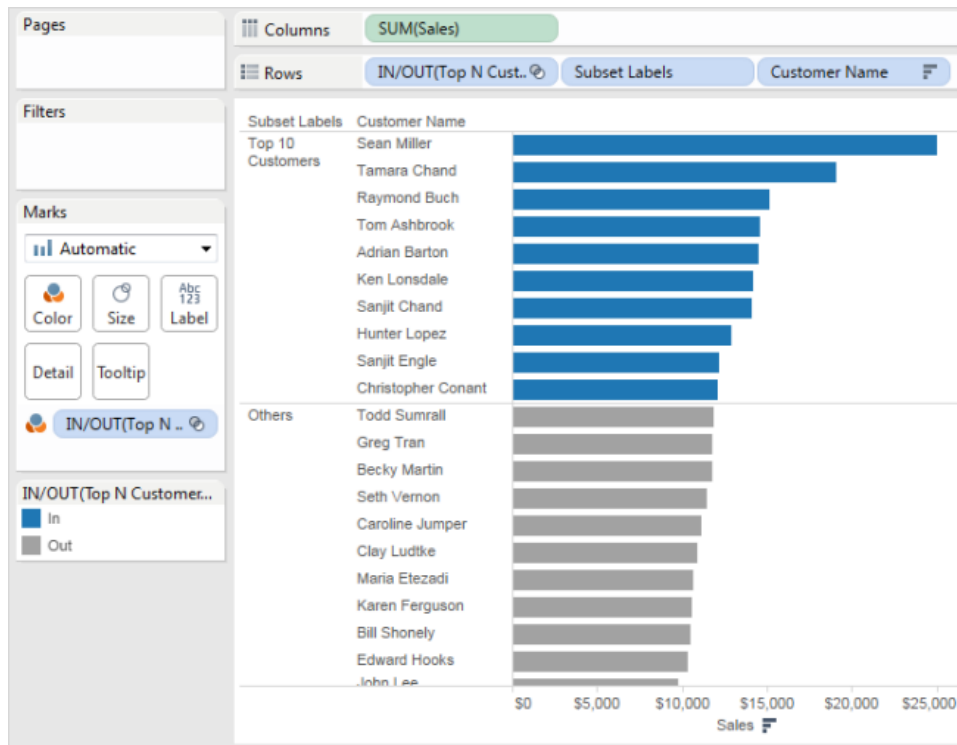 Pages
Columns
SUM(Sales)
Rows
IN/OUT(Top N Cust..
Subset Labels
Customer Name
Filters
Marks
Automatic
Color
Size
Abc
123
Label
Detail
Tooltip
IN/OUT(Top N ..
IN/OUT(Top N Customer...
In
Out
Subset Labels Customer Name
Top 10
Customers
Sean Miller
Tamara Chand
Raymond Buch
Tom Ashbrook
Adrian Barton
Ken Lonsdale
Sanjit Chand
Hunter Lopez
Sanjit Engle
Christopher Conant
Others
Todd Sumrall
Greg Tran
Becky Martin
Seth Vernon
Caroline Jumper
Clay Ludtke
Maria Etezadi
Karen Ferguson
Bill Shonely
Edward Hooks
John Lee
$0 $5,000 $10,000 $15,000 $20,000 $25,000
Sales